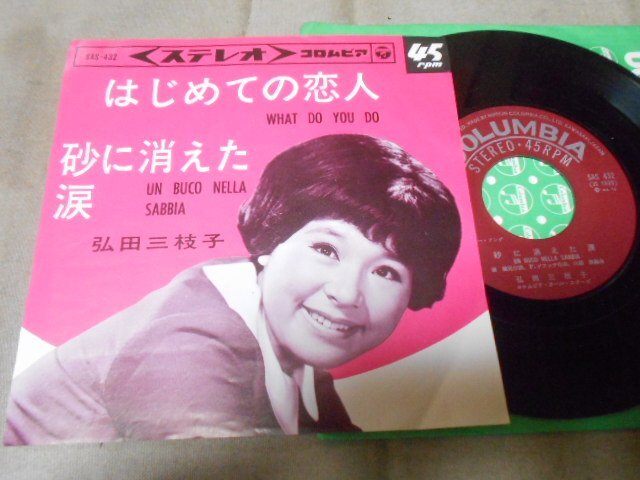 SAS-432
<ステレオ>コロムビア
45
rpm
はじめての恋人
WHAT DO YOU DO
砂に消えた
涙
UN BUCO NELLA
SABBIA
弘田三枝子
COLUMBIA
STEREO・45RPM
SAS 432
砂に消えた涙
UN BUCO NELLA SABBIA
弘田三枝子